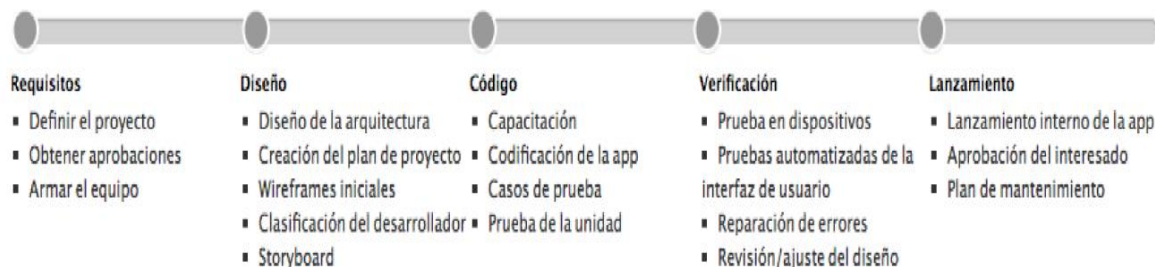 Requisitos
▪ Definir el proyecto
▪ Obtener aprobaciones
▪ Armar el equipo
Diseño
▪ Diseño de la arquitectura
▪ Creación del plan de proyecto
▪ Wireframes iniciales
▪ Clasificación del desarrollador
▪ Storyboard
Código
▪ Capacitación
▪ Codificación de la app
▪ Casos de prueba
▪ Prueba de la unidad
Verificación
▪ Prueba en dispositivos
▪ Pruebas automatizadas de la
interfaz de usuario
▪ Reparación de errores
▪ Revisión/ajuste del diseño
Lanzamiento
▪ Lanzamiento interno de la app
▪ Aprobación del interesado
▪ Plan de mantenimiento